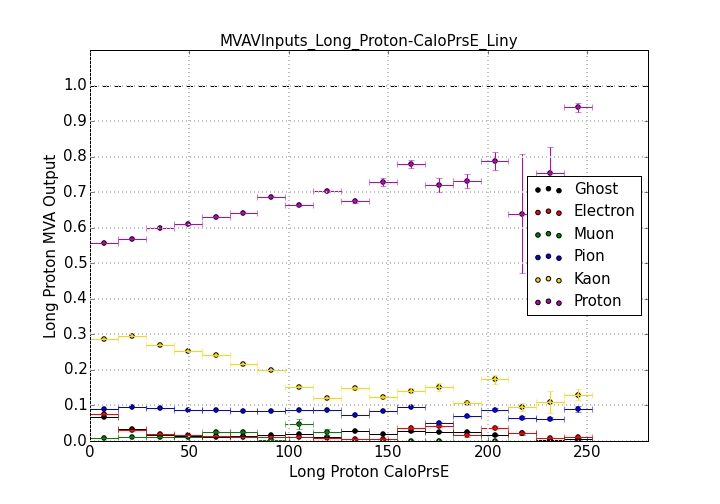 MVAVInputs_Long_Proton-CaloPrsE_Liny
Long Proton MVA Output
1.0
0.9
0.8
0.7
0.6
0.5
0.4
0.3
0.2
0.1
0.0
Ghost
Electron
Muon
Pion
Kaon
Proton
0 50 100 150 200 250
Long Proton CaloPrsE